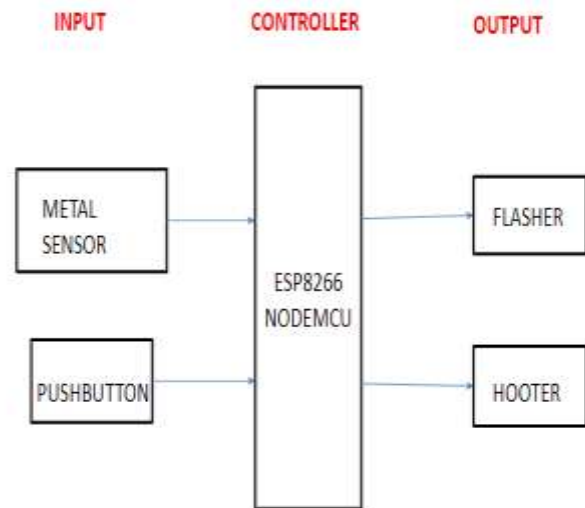 INPUT
CONTROLLER
OUTPUT
METAL
SENSOR
PUSHBUTTON
ESP8266
NODEMCU
FLASHER
HOOTER